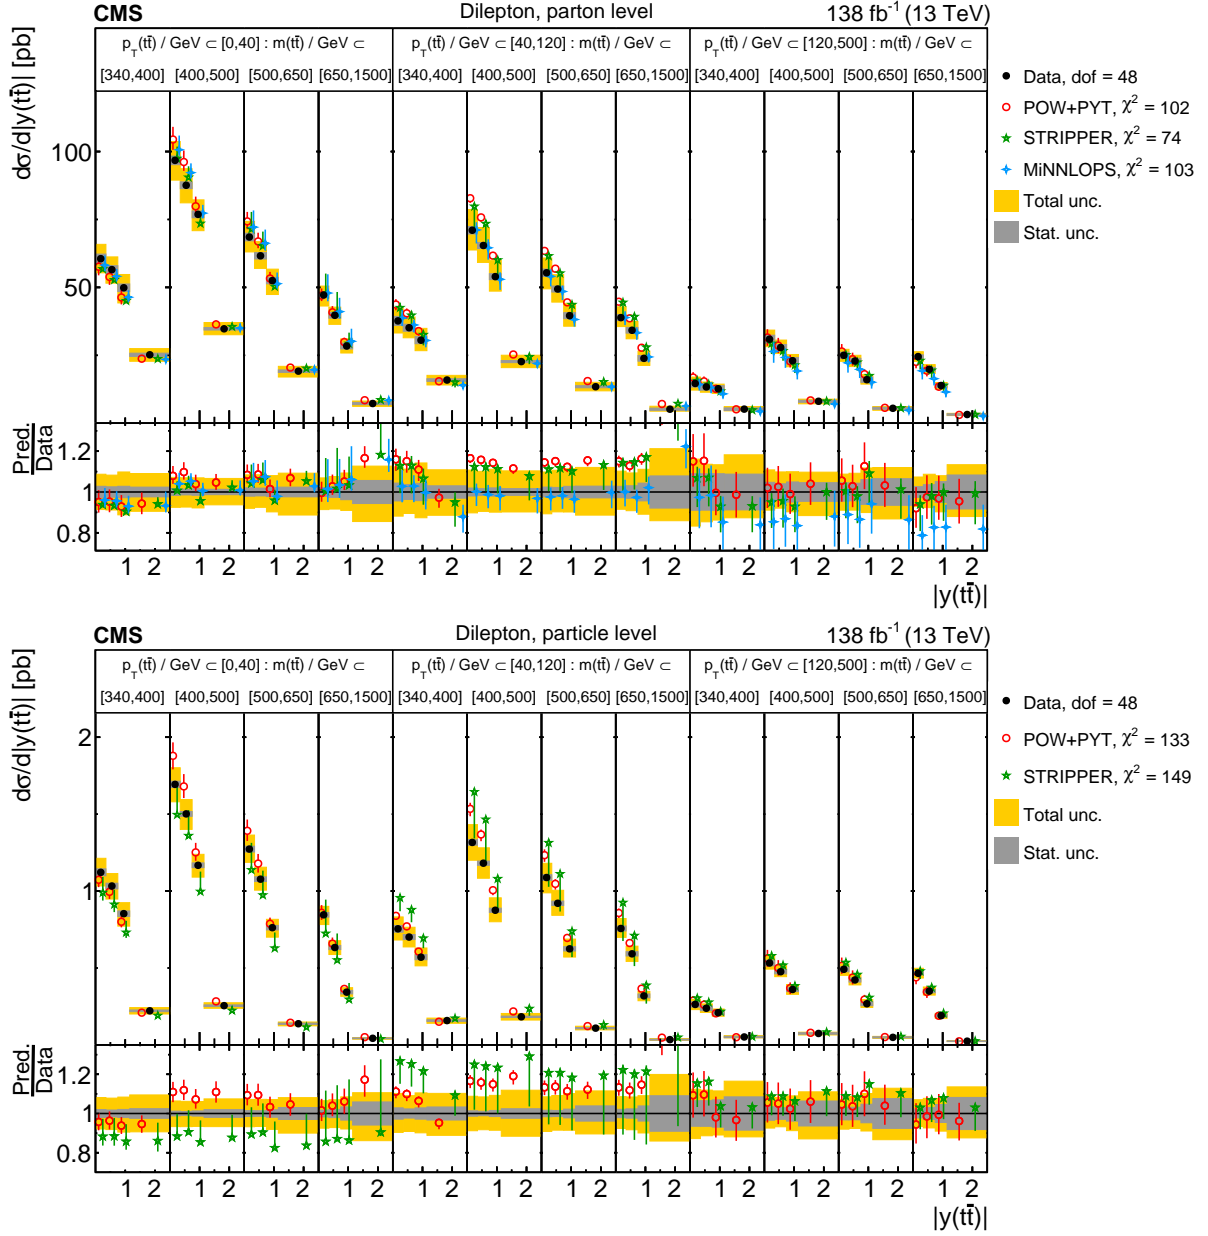 CMS Dilepton, parton level 138 fb⁻¹ (13 TeV)
p_T(tt̄) / GeV ⊂ [0,40] : m(tt̄) / GeV ⊂ p_T(tt̄) / GeV ⊂ [40,120] : m(tt̄) / GeV ⊂ p_T(tt̄) / GeV ⊂ [120,500] : m(tt̄) / GeV ⊂
[340,400] [400,500] [500,650] [650,1500] [340,400] [400,500] [500,650] [650,1500] [340,400] [400,500] [500,650] [650,1500]
dσ/d|y(tt̄)| [pb]
100
50
Data, dof = 48
POW+PYT, χ² = 102
STRIPPER, χ² = 74
MiNNLOPS, χ² = 103
Total unc.
Stat. unc.
Pred.
Data
1.2
1
0.8
1 2 1 2 1 2 1 2 1 2 1 2 1 2 1 2 1 2 1 2 1 2 1 2
|y(tt̄)|
CMS Dilepton, particle level 138 fb⁻¹ (13 TeV)
p_T(tt̄) / GeV ⊂ [0,40] : m(tt̄) / GeV ⊂ p_T(tt̄) / GeV ⊂ [40,120] : m(tt̄) / GeV ⊂ p_T(tt̄) / GeV ⊂ [120,500] : m(tt̄) / GeV ⊂
[340,400] [400,500] [500,650] [650,1500] [340,400] [400,500] [500,650] [650,1500] [340,400] [400,500] [500,650] [650,1500]
dσ/d|y(tt̄)| [pb]
2
1
Data, dof = 48
POW+PYT, χ² = 133
STRIPPER, χ² = 149
Total unc.
Stat. unc.
Pred.
Data
1.2
1
0.8
1 2 1 2 1 2 1 2 1 2 1 2 1 2 1 2 1 2 1 2 1 2 1 2
|y(tt̄)|